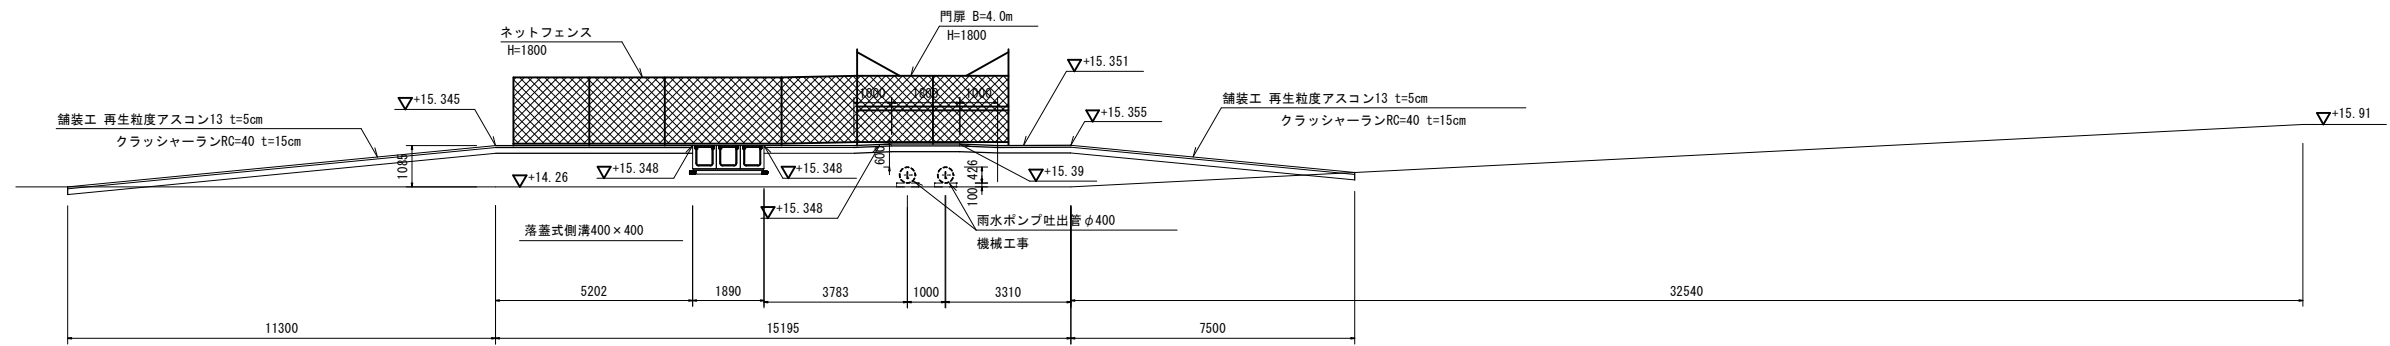 門扉 B=4.0m
H=1800
ネットフェンス
H=1800
+15.351
1000
1800
1000
+15.345
舗装工 再生粒度アスコン13 t=5cm
クラッシャーランRC=40 t=15cm
舗装工 再生粒度アスコン13 t=5cm
クラッシャーランRC=40 t=15cm
+15.355
+15.91
1085
600
+15.348
+15.348
426
+15.39
+14.26
100
+15.348
雨水ポンプ吐出管φ400
機械工事
落蓋式側溝400×400
5202
1890
3783
1000
3310
32540
11300
15195
7500